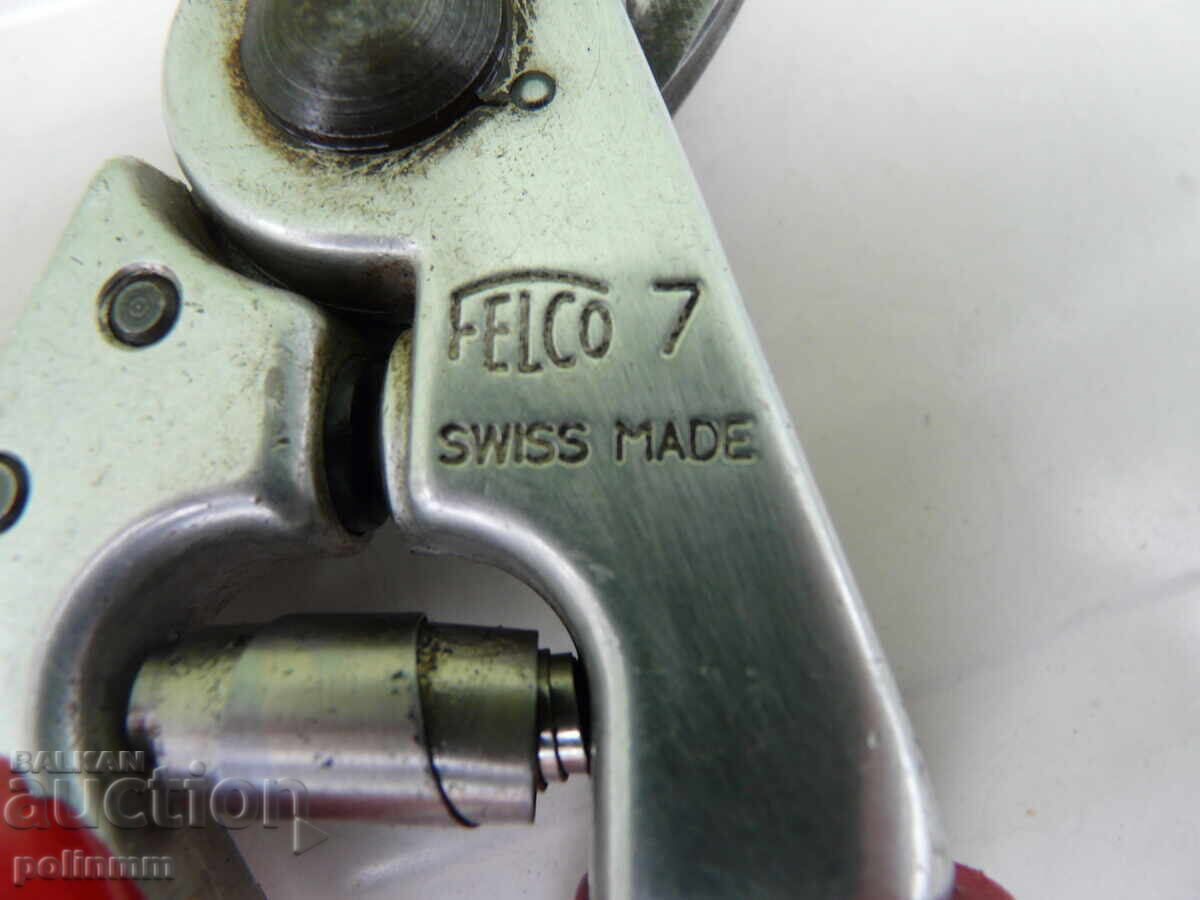 FELCO 7
SWISS MADE
BALKAN
auction
polinmm